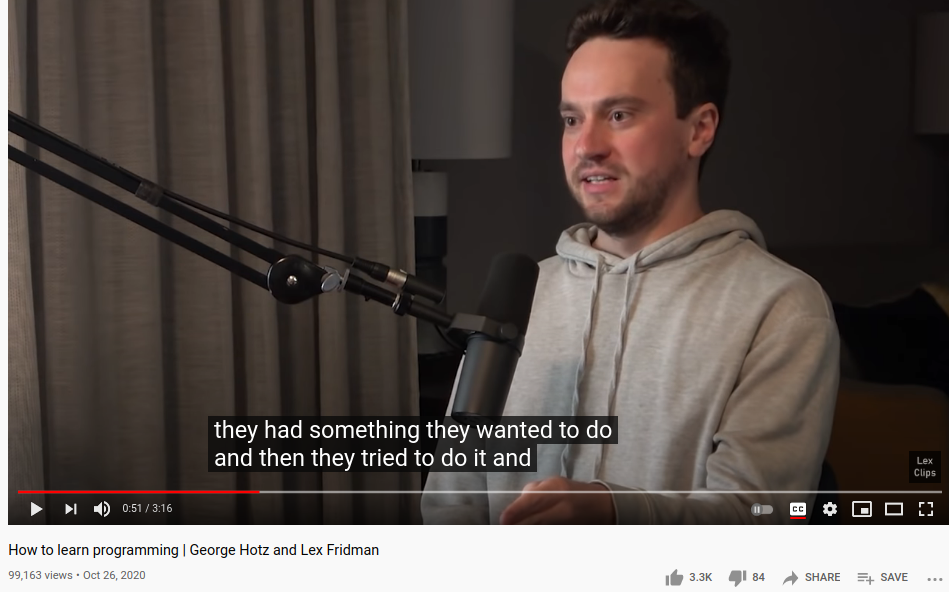 they had something they wanted to do
and then they tried to do it and
Lex
Clips
0:51 / 3:16
CC
How to learn programming | George Hotz and Lex Fridman
99,163 views • Oct 26, 2020
3.3K
84
SHARE
SAVE